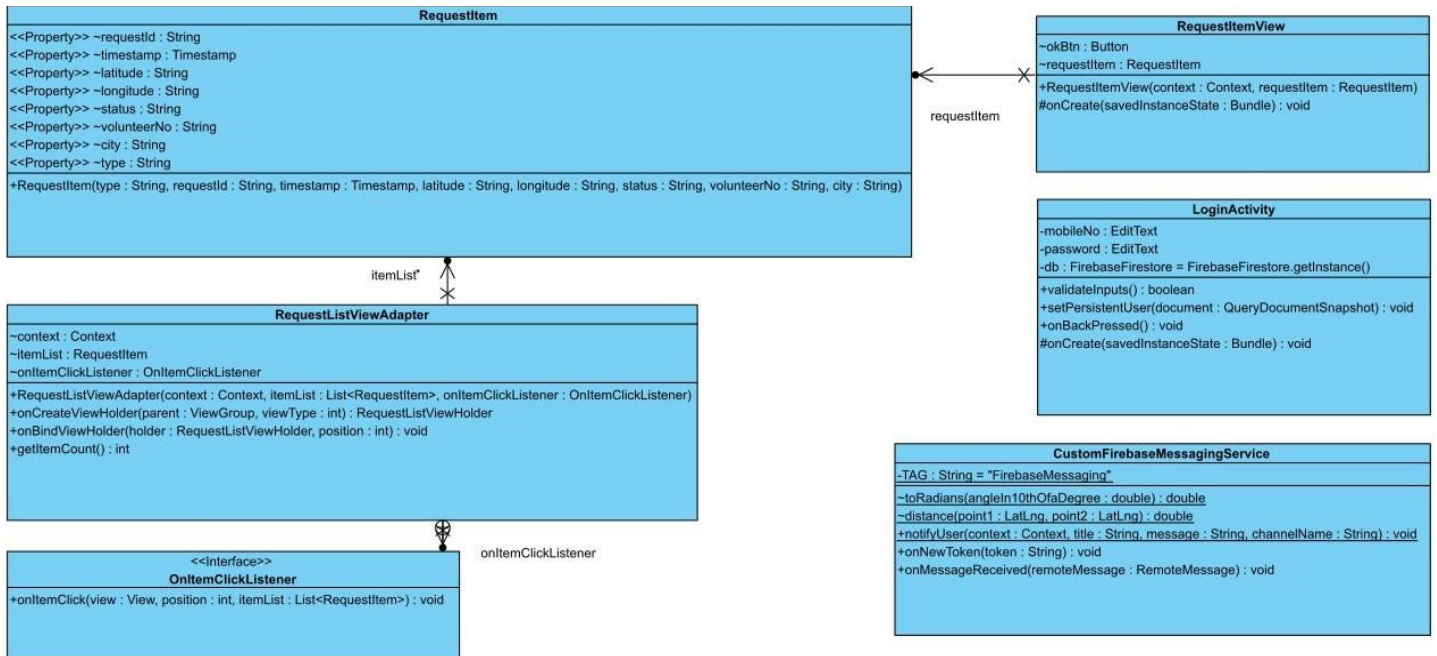 RequestItem
<<Property>> ~requestId : String
<<Property>> ~timestamp : Timestamp
<<Property>> ~latitude : String
<<Property>> ~longitude : String
<<Property>> ~status : String
<<Property>> ~volunteerNo : String
<<Property>> ~city : String
<<Property>> ~type : String
+RequestItem(type : String, requestId : String, timestamp : Timestamp, latitude : String, longitude : String, status : String, volunteerNo : String, city : String)
requestItem
RequestItemView
~okBtn : Button
~requestItem : RequestItem
+RequestItemView(context : Context, requestItem : RequestItem)
#onCreate(savedInstanceState : Bundle) : void
LoginActivity
-mobileNo : EditText
-password : EditText
-db : FirebaseFirestore = FirebaseFirestore.getInstance()
+validateInputs() : boolean
+setPersistentUser(document : QueryDocumentSnapshot) : void
+onBackPressed() : void
#onCreate(savedInstanceState : Bundle) : void
itemList*
RequestListViewAdapter
~context : Context
~itemList : RequestItem
~onItemClickListener : OnItemClickListener
+RequestListViewAdapter(context : Context, itemList : List<RequestItem>, onItemClickListener : OnItemClickListener)
+onCreateViewHolder(parent : ViewGroup, viewType : int) : RequestListViewHolder
+onBindViewHolder(holder : RequestListViewHolder, position : int) : void
+getItemCount() : int
onItemClickListener
<<Interface>>
OnItemClickListener
+onItemClick(view : View, position : int, itemList : List<RequestItem>) : void
CustomFirebaseMessagingService
-TAG : String = "FirebaseMessaging"
~toRadians(angleIn10thOfaDegree : double) : double
~distance(point1 : LatLng, point2 : LatLng) : double
+notifyUser(context : Context, title : String, message : String, channelName : String) : void
+onNewToken(token : String) : void
+onMessageReceived(remoteMessage : RemoteMessage) : void